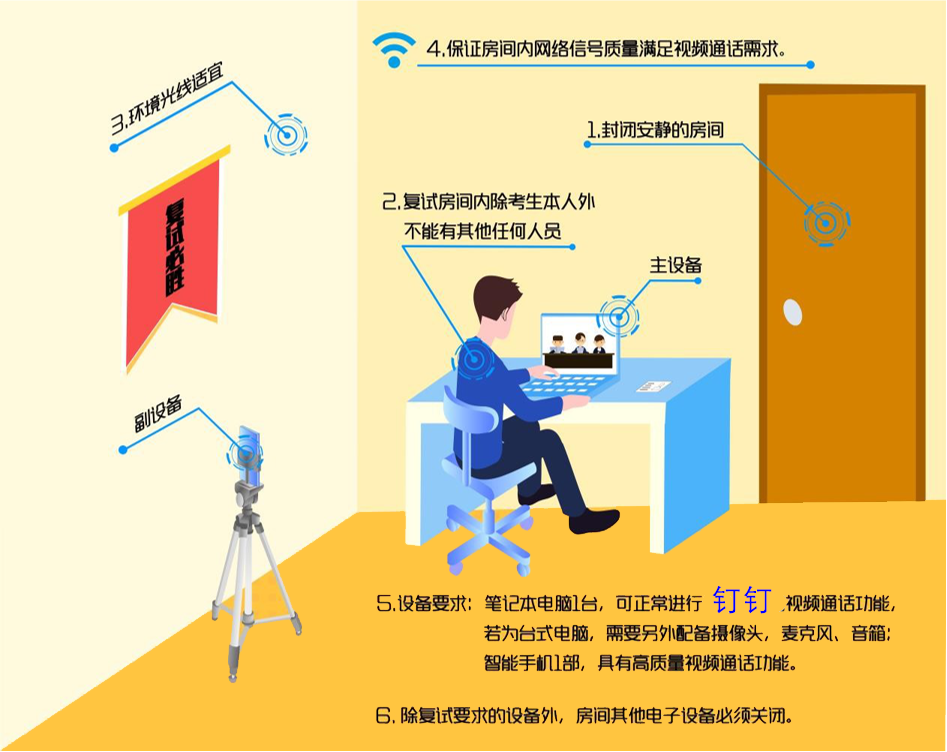 4.保证房间内网络信号质量满足视频通话需求。
3.环境光线适宜
1.封闭安静的房间
复试必胜
2.复试房间内除考生本人外
不能有其他任何人员
主设备
副设备
5.设备要求：笔记本电脑1台，可正常进行 钉钉 ,视频通话功能，
若为台式电脑，需要另外配备摄像头，麦克风、音箱；
智能手机1部，具有高质量视频通话功能。
6.除复试要求的设备外，房间其他电子设备必须关闭。